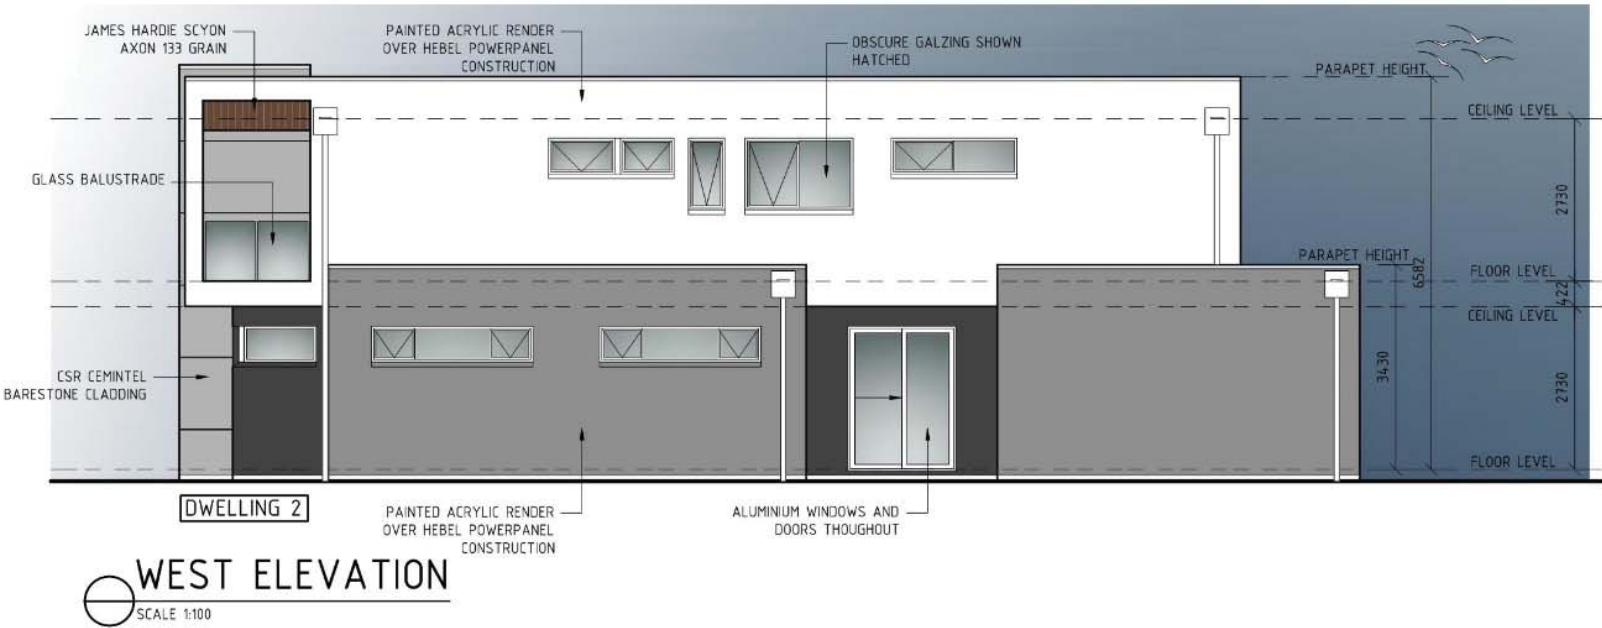 JAMES HARDIE SCYON
AXON 133 GRAIN
PAINTED ACRYLIC RENDER
OVER HEBEL POWERPANEL
CONSTRUCTION
OBSCURE GALZING SHOWN
HATCHED
PARAPET HEIGHT
CEILING LEVEL
GLASS BALUSTRADE
2730
PARAPET HEIGHT
6582
FLOOR LEVEL
422
CEILING LEVEL
CSR CEMINTEL
BARESTONE CLADDING
3430
2730
FLOOR LEVEL
DWELLING 2
PAINTED ACRYLIC RENDER
OVER HEBEL POWERPANEL
CONSTRUCTION
ALUMINIUM WINDOWS AND
DOORS THOUGHOUT
WEST ELEVATION
SCALE 1:100